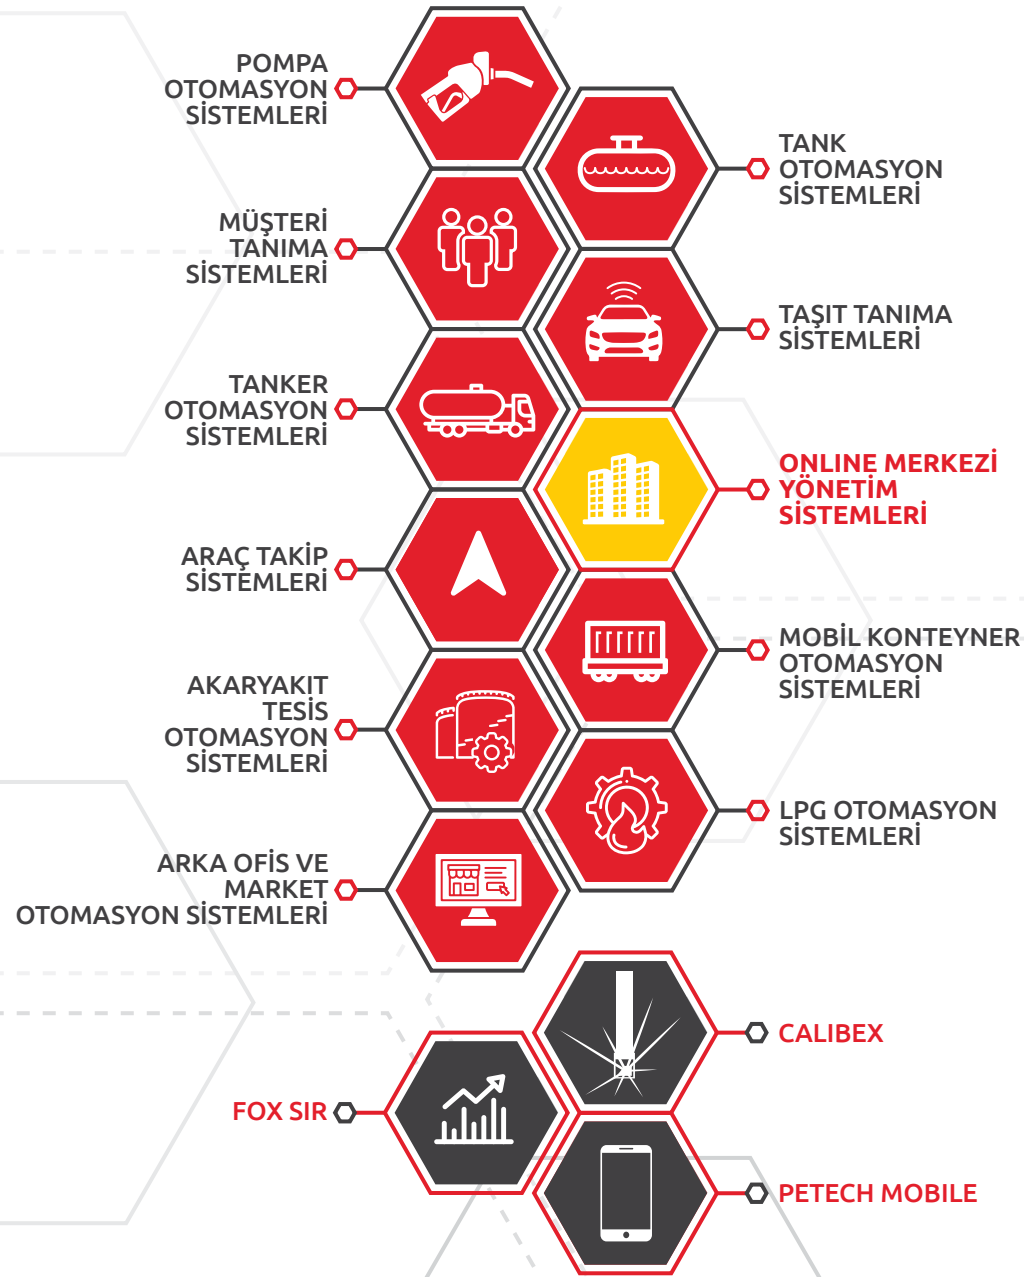 POMPA
OTOMASYON
SİSTEMLERİ
TANK
OTOMASYON
SİSTEMLERİ
MÜŞTERİ
TANIMA
SİSTEMLERİ
TAŞIT TANIMA
SİSTEMLERİ
TANKER
OTOMASYON
SİSTEMLERİ
ONLINE MERKEZİ
YÖNETİM
SİSTEMLERİ
ARAÇ TAKİP
SİSTEMLERİ
MOBİL KONTEYNER
OTOMASYON
SİSTEMLERİ
AKARYAKIT
TESİS
OTOMASYON
SİSTEMLERİ
LPG OTOMASYON
SİSTEMLERİ
ARKA OFİS VE
MARKET
OTOMASYON SİSTEMLERİ
CALIBEX
FOX SIR
PETECH MOBILE